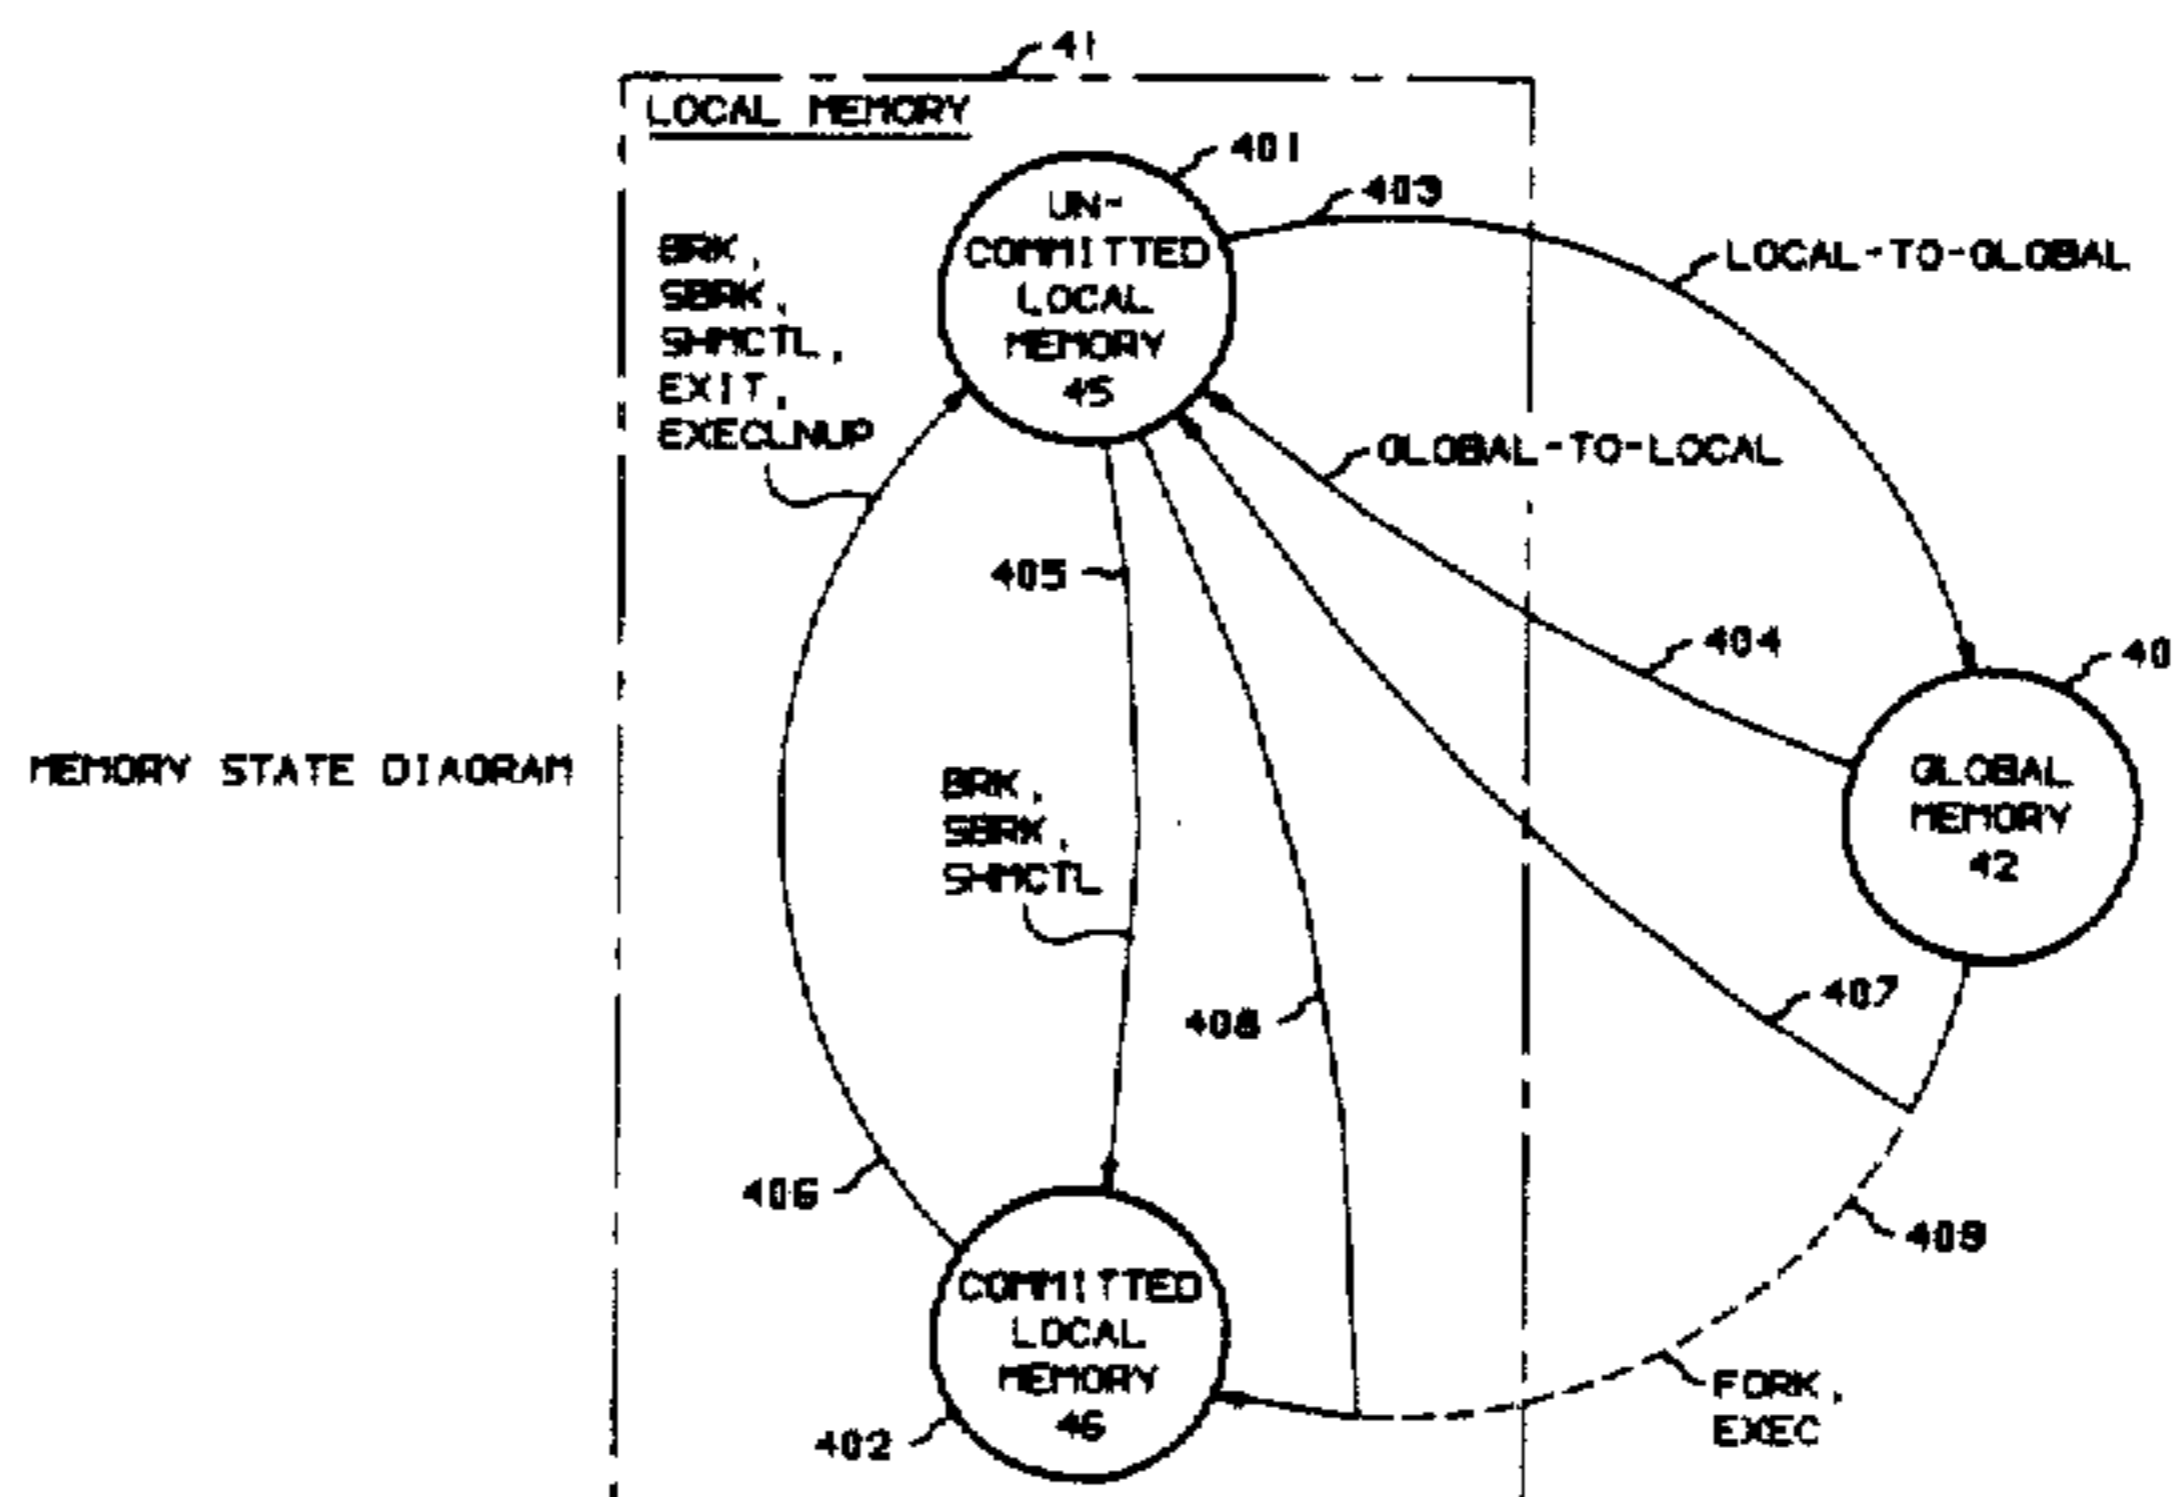 41
LOCAL MEMORY
401
UN-
COMMITTED
LOCAL
MEMORY
45
403
BRK,
SBRK,
SHMCTL,
EXIT,
EXECLNUP
LOCAL-TO-GLOBAL
GLOBAL-TO-LOCAL
405
404
40
MEMORY STATE DIAGRAM
GLOBAL
MEMORY
42
BRK,
SBRK,
SHMCTL
408
407
406
409
COMMITTED
LOCAL
MEMORY
46
402
FORK,
EXEC